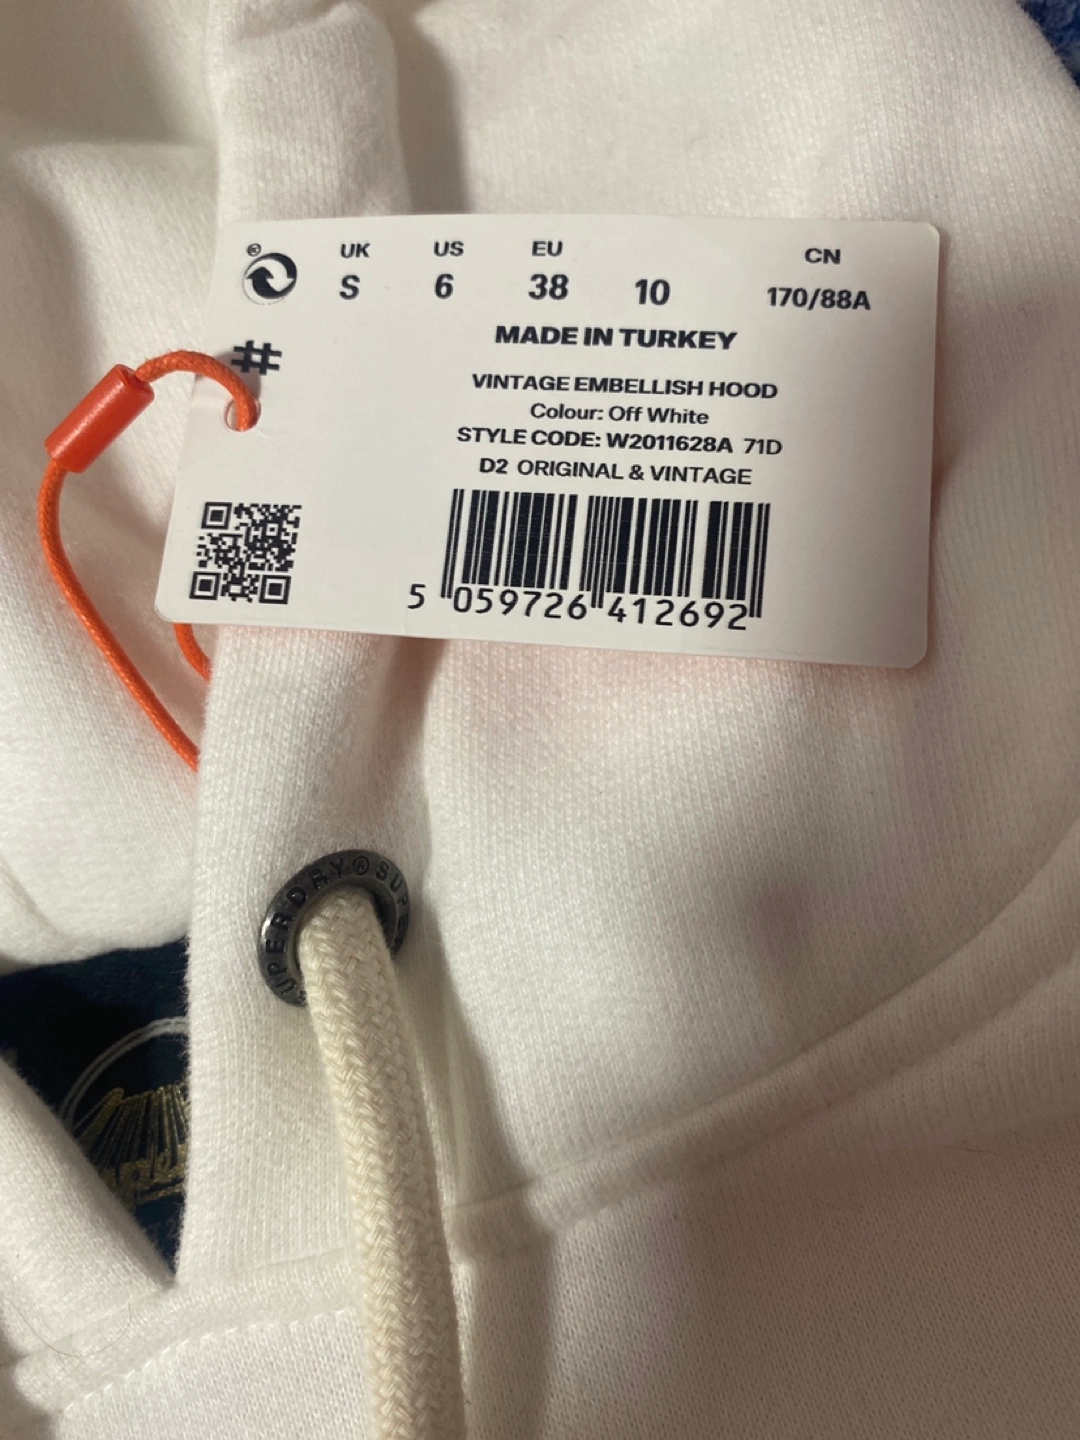 ®
UK US EU CN
S 6 38 10 170/88A
MADE IN TURKEY
#
VINTAGE EMBELLISH HOOD
Colour: Off White
STYLE CODE: W2011628A 71D
D2 ORIGINAL & VINTAGE
5 059726 412692
SUPERDRY® SUPE